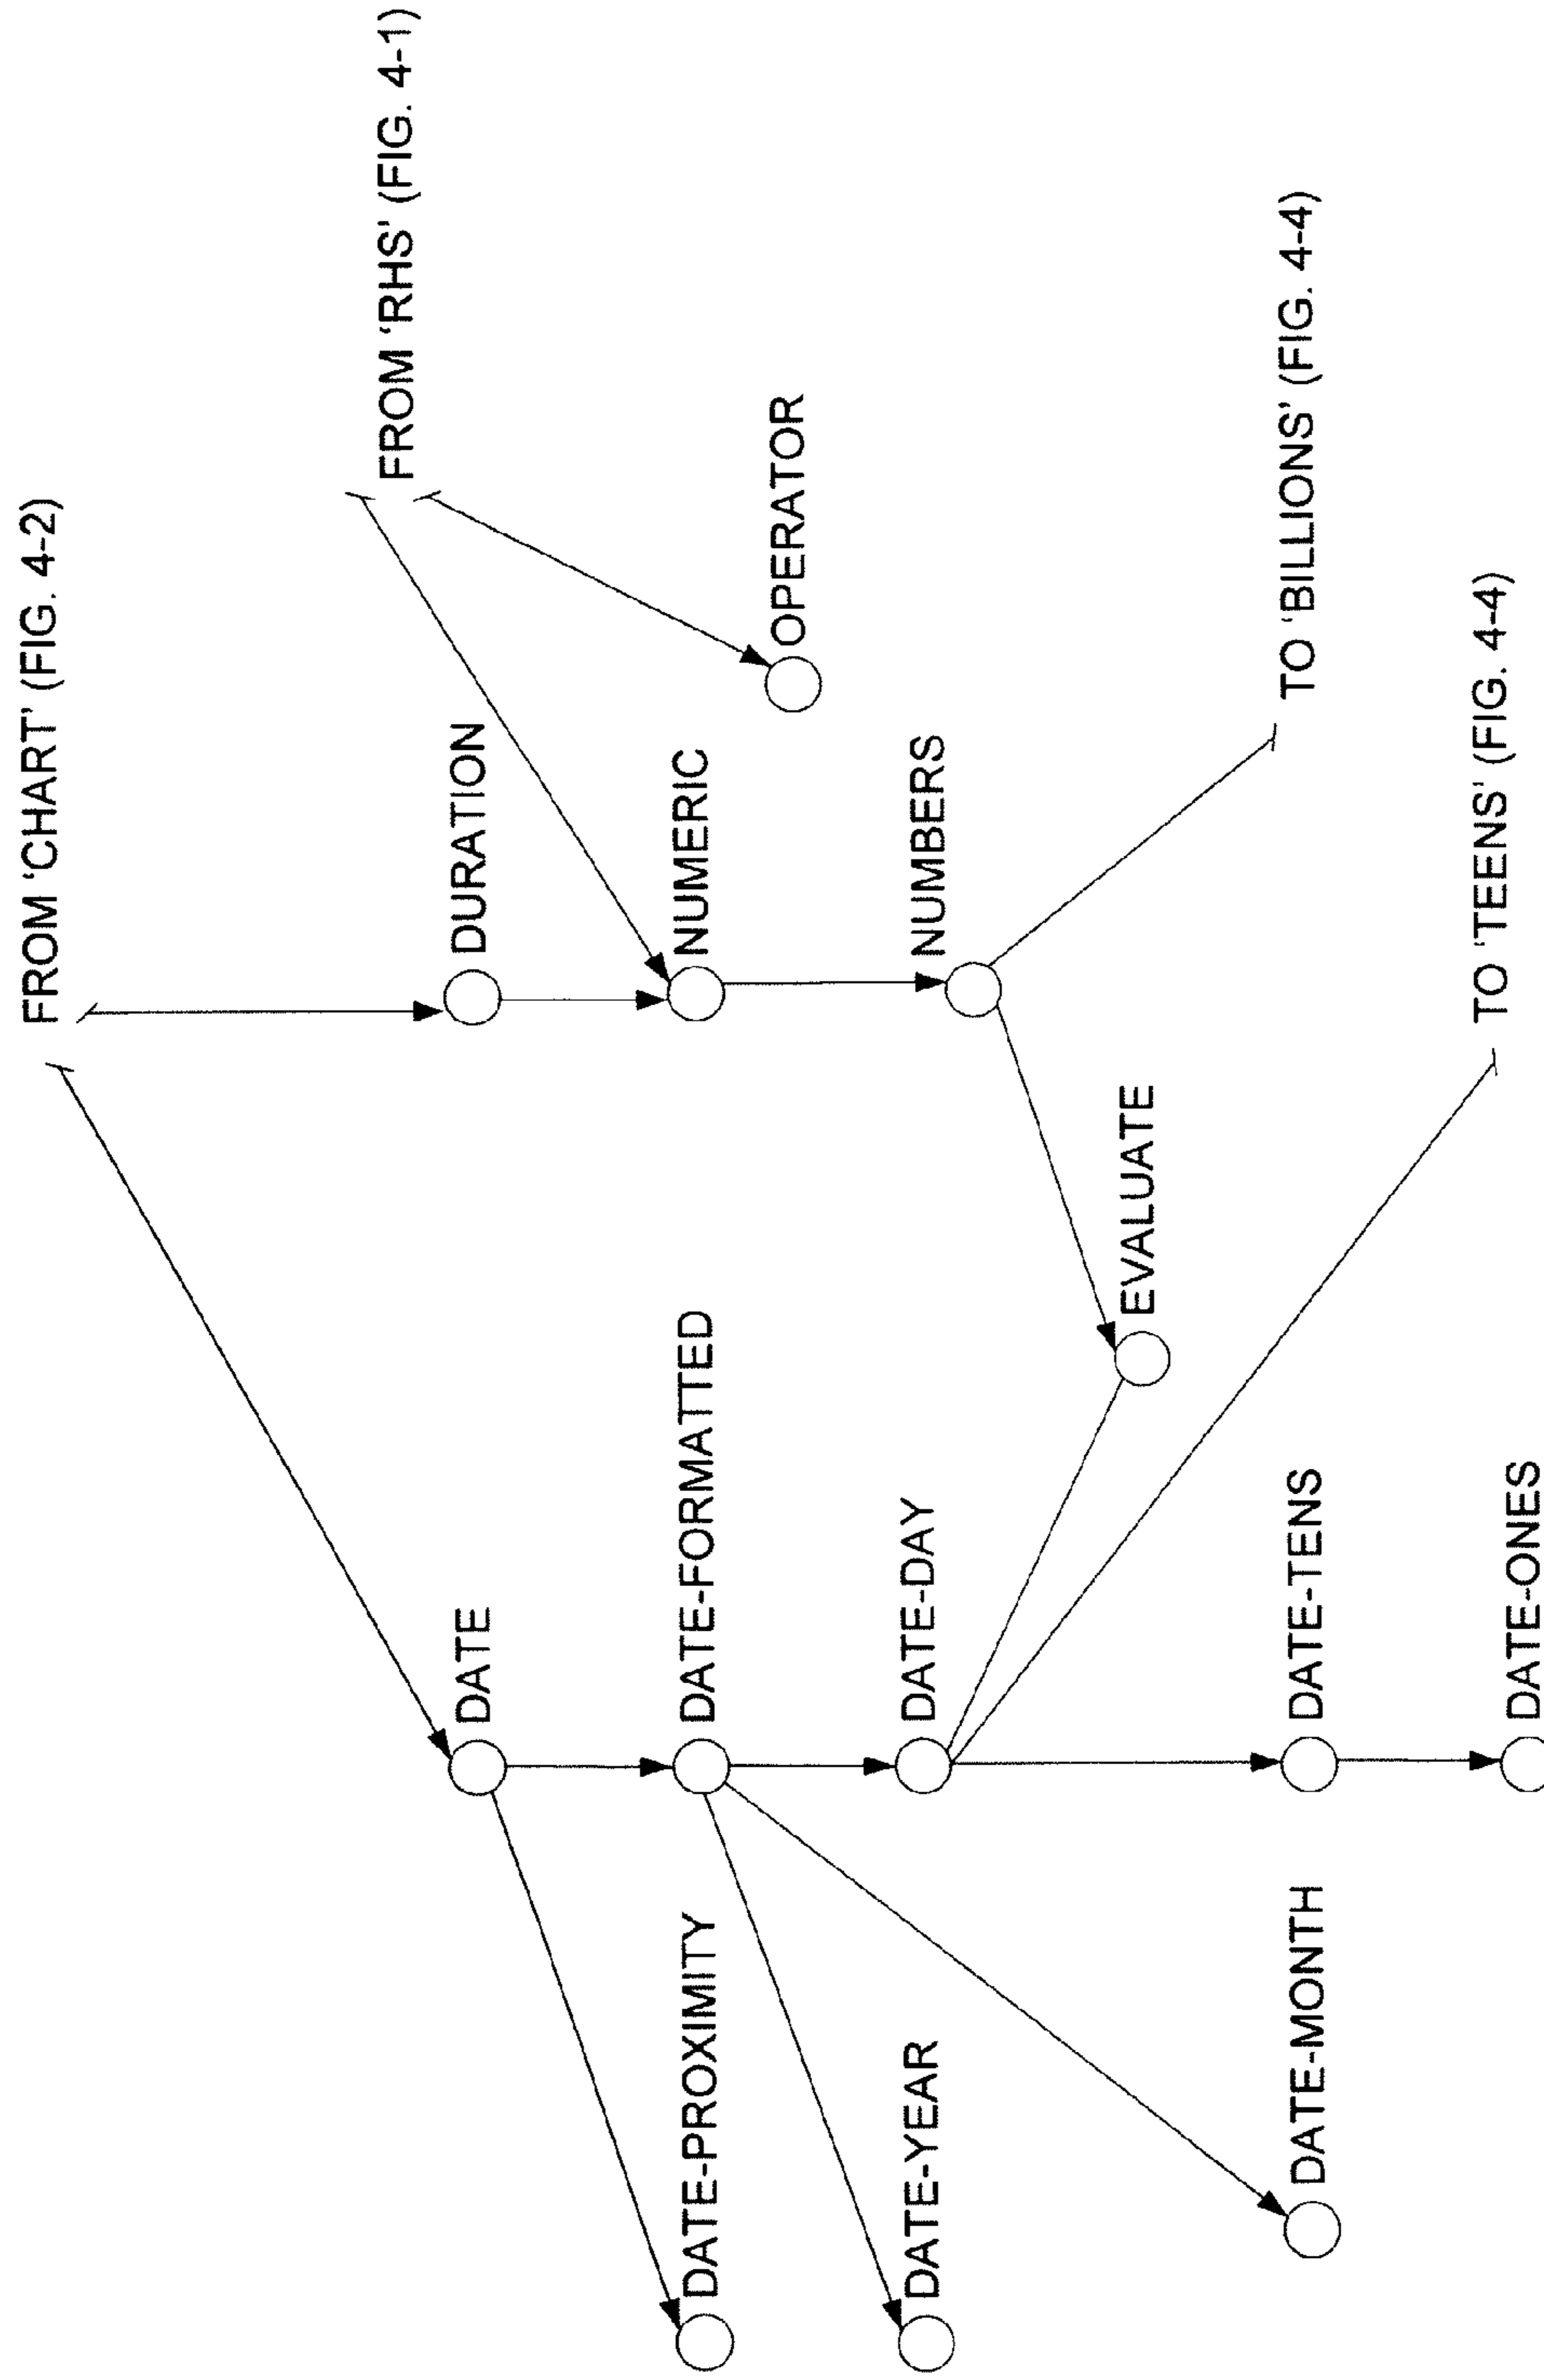 FROM 'CHART' (FIG. 4-2)
FROM 'RHS' (FIG. 4-1)
DATE
DURATION
DATE-PROXIMITY
DATE-FORMATTED
NUMERIC
OPERATOR
DATE-YEAR
DATE-DAY
NUMBERS
EVALUATE
DATE-MONTH
DATE-TENS
TO 'BILLIONS' (FIG. 4-4)
TO 'TEENS' (FIG. 4-4)
DATE-ONES